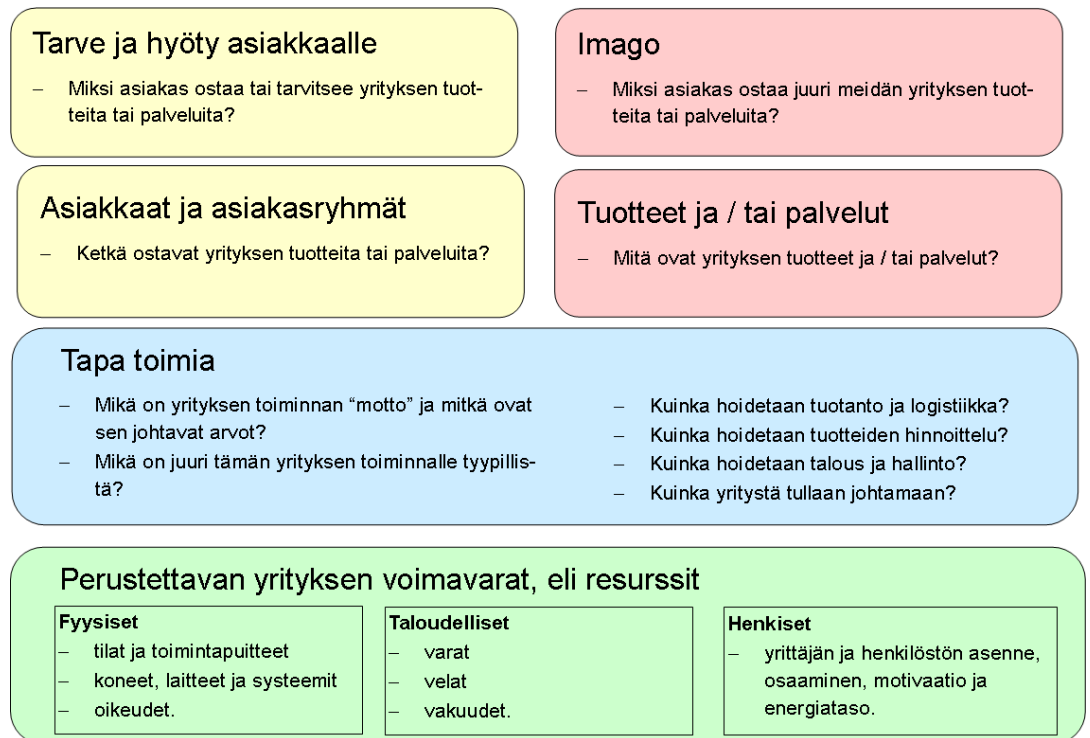 Tarve ja hyöty asiakkaalle
– Miksi asiakas ostaa tai tarvitsee yrityksen tuot-
teita tai palveluita?
Imago
– Miksi asiakas ostaa juuri meidän yrityksen tuot-
teita tai palveluita?
Asiakkaat ja asiakasryhmät
– Ketkä ostavat yrityksen tuotteita tai palveluita?
Tuotteet ja / tai palvelut
– Mitä ovat yrityksen tuotteet ja / tai palvelut?
Tapa toimia
– Mikä on yrityksen toiminnan “motto” ja mitkä ovat
sen johtavat arvot?
– Mikä on juuri tämän yrityksen toiminnalle tyypillis-
tä?
– Kuinka hoidetaan tuotanto ja logistiikka?
– Kuinka hoidetaan tuotteiden hinnoittelu?
– Kuinka hoidetaan talous ja hallinto?
– Kuinka yritystä tullaan johtamaan?
Perustettavan yrityksen voimavarat, eli resurssit
Fyysiset
– tilat ja toimintapuitteet
– koneet, laitteet ja systeemit
– oikeudet.
Taloudelliset
– varat
– velat
– vakuudet.
Henkiset
– yrittäjän ja henkilöstön asenne,
osaaminen, motivaatio ja
energiataso.